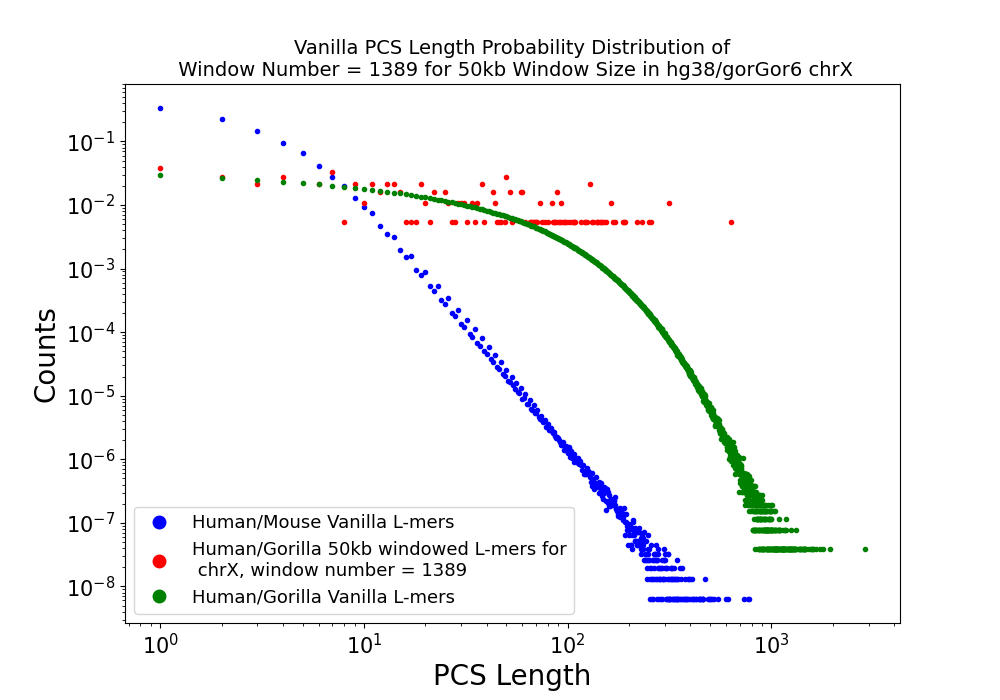 Vanilla PCS Length Probability Distribution of
Window Number = 1389 for 50kb Window Size in hg38/gorGor6 chrX
Counts
10⁻¹
10⁻²
10⁻³
10⁻⁴
10⁻⁵
10⁻⁶
10⁻⁷
10⁻⁸
Human/Mouse Vanilla L-mers
Human/Gorilla 50kb windowed L-mers for
chrX, window number = 1389
Human/Gorilla Vanilla L-mers
10⁰ 10¹ 10² 10³
PCS Length